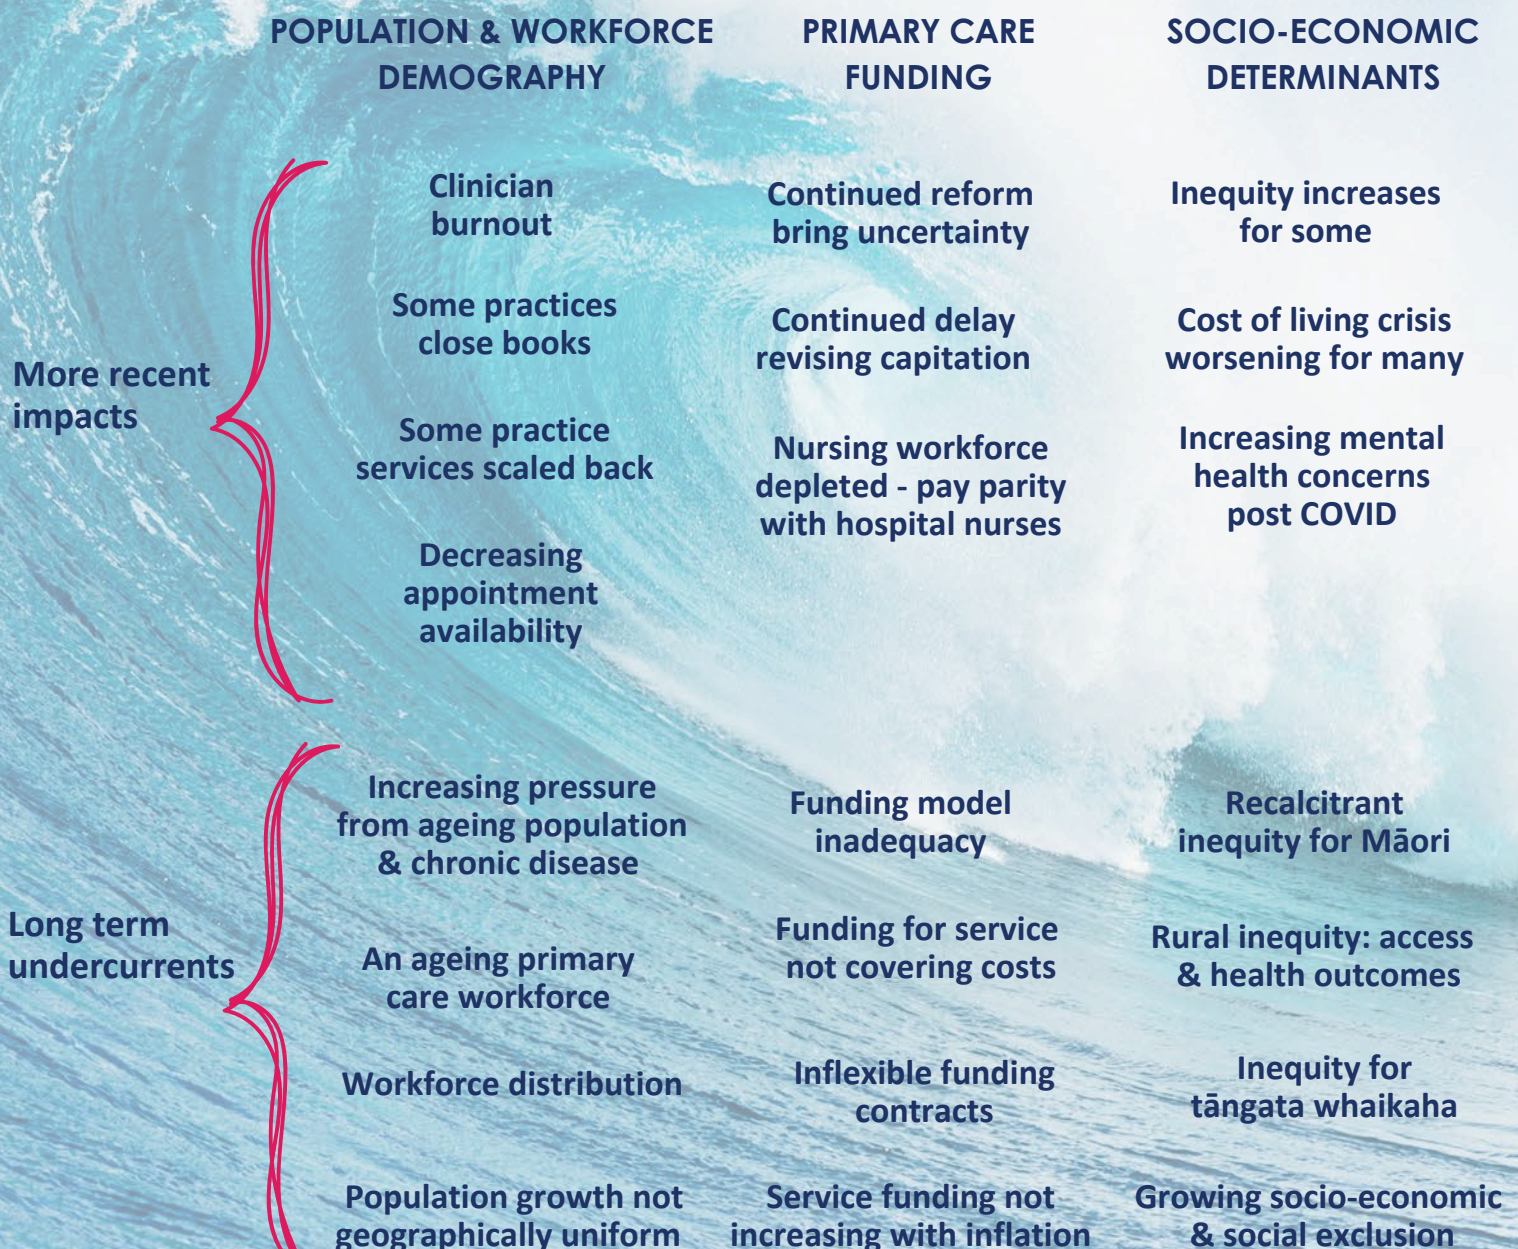 POPULATION & WORKFORCE
DEMOGRAPHY
PRIMARY CARE
FUNDING
SOCIO-ECONOMIC
DETERMINANTS
More recent
impacts
Clinician
burnout
Some practices
close books
Some practice
services scaled back
Decreasing
appointment
availability
Continued reform
bring uncertainty
Continued delay
revising capitation
Nursing workforce
depleted - pay parity
with hospital nurses
Inequity increases
for some
Cost of living crisis
worsening for many
Increasing mental
health concerns
post COVID
Long term
undercurrents
Increasing pressure
from ageing population
& chronic disease
An ageing primary
care workforce
Workforce distribution
Population growth not
geographically uniform
Funding model
inadequacy
Funding for service
not covering costs
Inflexible funding
contracts
Service funding not
increasing with inflation
Recalcitrant
inequity for Māori
Rural inequity: access
& health outcomes
Inequity for
tāngata whaikaha
Growing socio-economic
& social exclusion